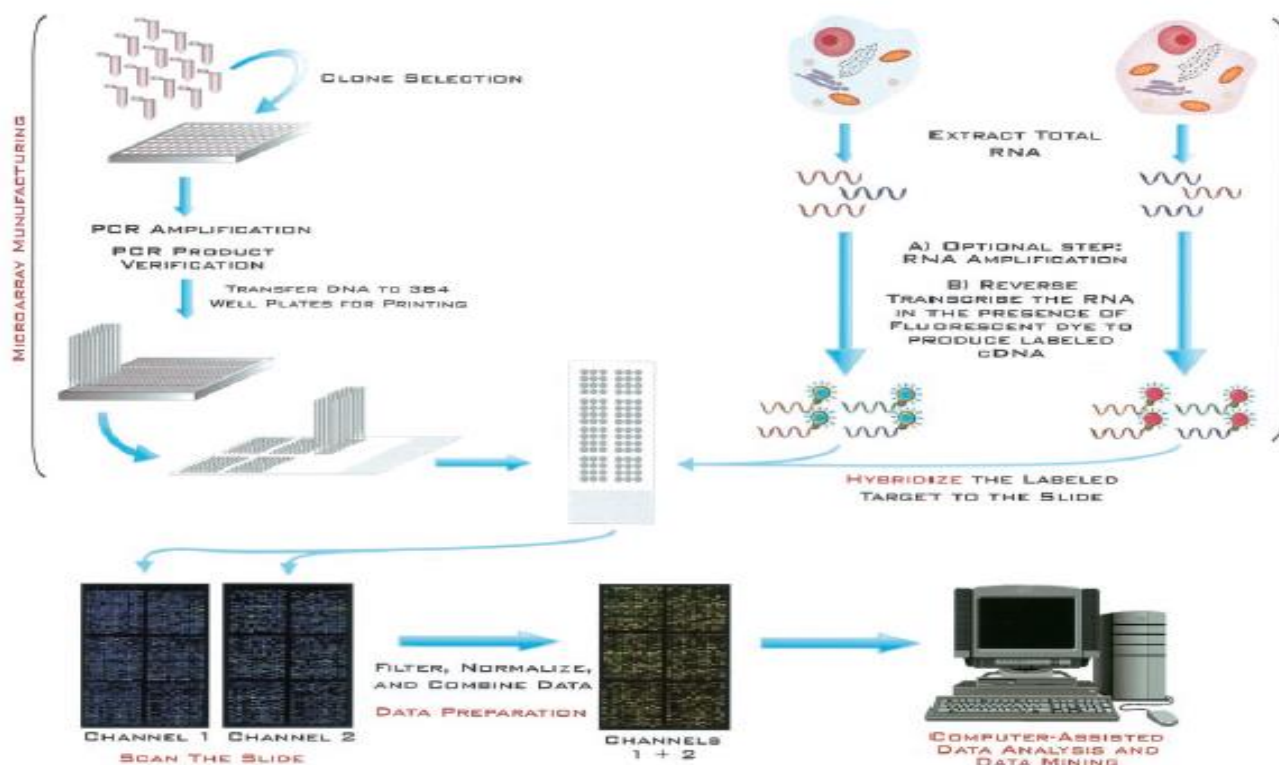 MICROARRAY MUNUFACTURING
CLONE SELECTION
PCR AMPLIFICATION
PCR PRODUCT
VERIFICATION
TRANSFER DNA TO 384
WELL PLATES FOR PRINTING
EXTRACT TOTAL
RNA
A) OPTIONAL STEP:
RNA AMPLIFICATION
B) REVERSE
TRANSCRIBE THE RNA
IN THE PRESENCE OF
FLUORESCENT DYE TO
PRODUCE LABELED
CDNA
HYBRIDIZE THE LABELED
TARGET TO THE SLIDE
CHANNEL 1
CHANNEL 2
SCAN THE SLIDE
FILTER, NORMALIZE,
AND COMBINE DATA
DATA PREPARATION
CHANNELS
1 + 2
COMPUTER-ASSISTED
DATA ANALYSIS AND
DATA MINING